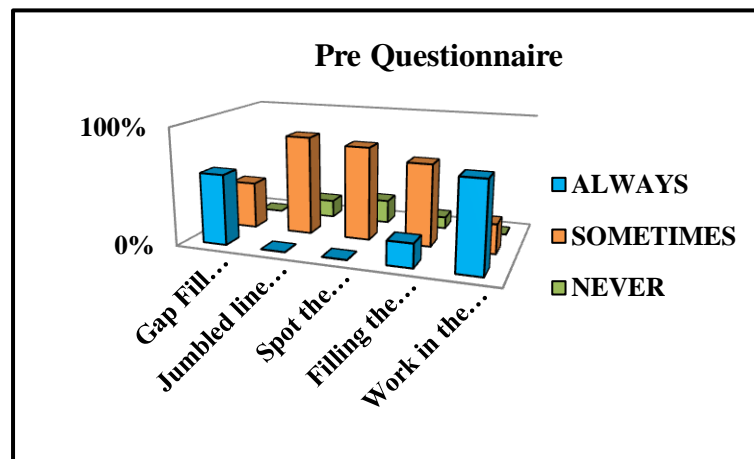 Pre Questionnaire
100%
0%
Gap Fill…
Jumbled line…
Spot the…
Filling the…
Work in the…
ALWAYS
SOMETIMES
NEVER